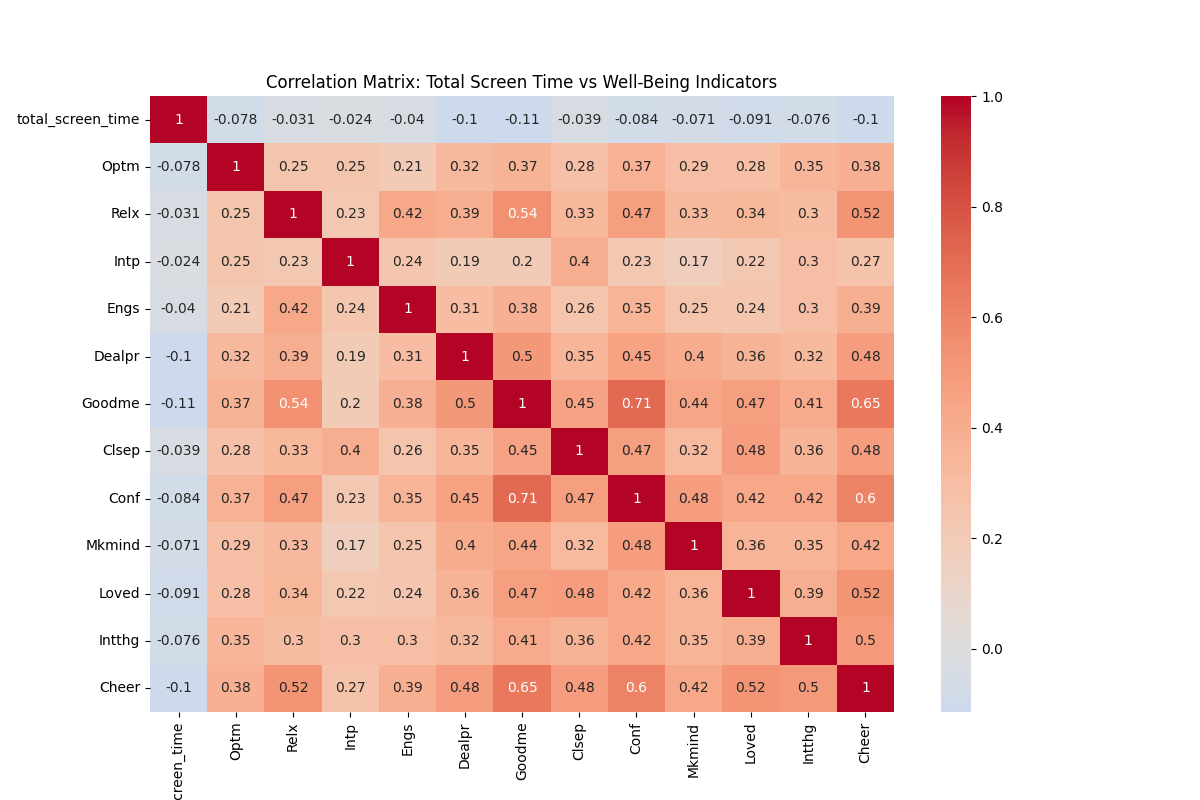 Correlation Matrix: Total Screen Time vs Well-Being Indicators
total_screen_time 1 -0.078 -0.031 -0.024 -0.04 -0.1 -0.11 -0.039 -0.084 -0.071 -0.091 -0.076 -0.1
Optm -0.078 1 0.25 0.25 0.21 0.32 0.37 0.28 0.37 0.29 0.28 0.35 0.38
Relx -0.031 0.25 1 0.23 0.42 0.39 0.54 0.33 0.47 0.33 0.34 0.3 0.52
Intp -0.024 0.25 0.23 1 0.24 0.19 0.2 0.4 0.23 0.17 0.22 0.3 0.27
Engs -0.04 0.21 0.42 0.24 1 0.31 0.38 0.26 0.35 0.25 0.24 0.3 0.39
Dealpr -0.1 0.32 0.39 0.19 0.31 1 0.5 0.35 0.45 0.4 0.36 0.32 0.48
Goodme -0.11 0.37 0.54 0.2 0.38 0.5 1 0.45 0.71 0.44 0.47 0.41 0.65
Clsep -0.039 0.28 0.33 0.4 0.26 0.35 0.45 1 0.47 0.32 0.48 0.36 0.48
Conf -0.084 0.37 0.47 0.23 0.35 0.45 0.71 0.47 1 0.48 0.42 0.42 0.6
Mkmind -0.071 0.29 0.33 0.17 0.25 0.4 0.44 0.32 0.48 1 0.36 0.35 0.42
Loved -0.091 0.28 0.34 0.22 0.24 0.36 0.47 0.48 0.42 0.36 1 0.39 0.52
Intthg -0.076 0.35 0.3 0.3 0.3 0.32 0.41 0.36 0.42 0.35 0.39 1 0.5
Cheer -0.1 0.38 0.52 0.27 0.39 0.48 0.65 0.48 0.6 0.42 0.52 0.5 1
creen_time Optm Relx Intp Engs Dealpr Goodme Clsep Conf Mkmind Loved Intthg Cheer
1.0
0.8
0.6
0.4
0.2
0.0